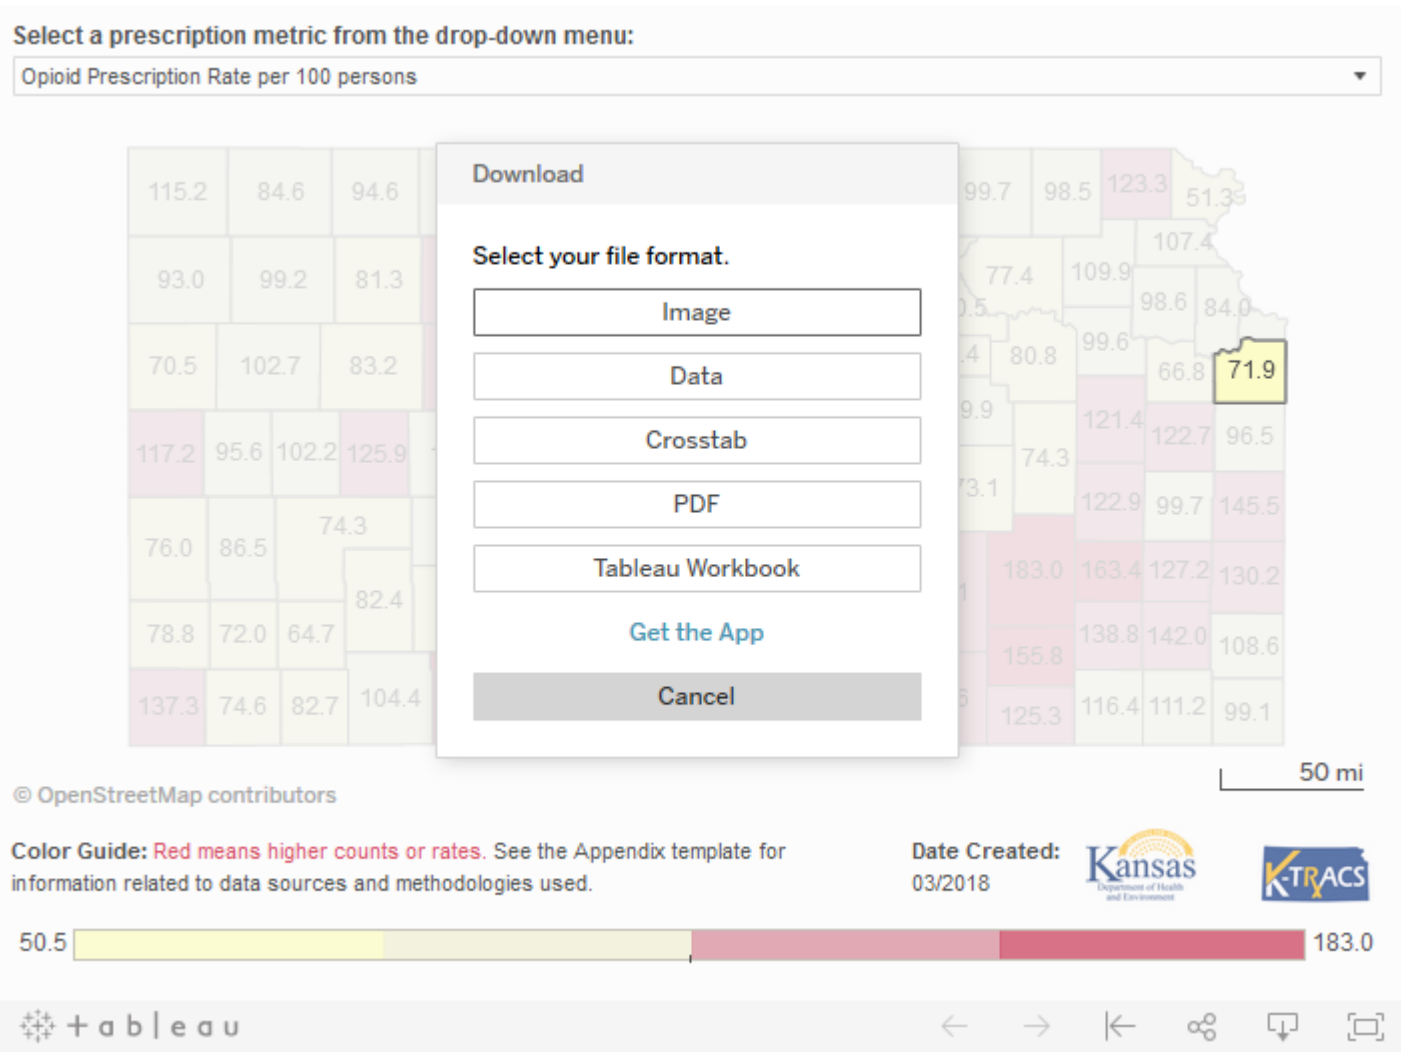 Select a prescription metric from the drop-down menu:
Opioid Prescription Rate per 100 persons
Download
115.2 84.6 94.6 99.7 98.5 123.3 51.3
Select your file format.
107.4
93.0 99.2 81.3 77.4 109.9
Image
98.6 84.0
70.5 102.7 83.2 80.8 99.6 66.8 71.9
Data
117.2 95.6 102.2 125.9 121.4 122.7 96.5
Crosstab
74.3
PDF
76.0 86.5 74.3 122.9 99.7 145.5
Tableau Workbook
82.4 183.0 163.4 127.2 130.2
Get the App
78.8 72.0 64.7 155.8 138.8 142.0 108.6
Cancel
137.3 74.6 82.7 104.4 125.3 116.4 111.2 99.1
50 mi
© OpenStreetMap contributors
Color Guide: Red means higher counts or rates. See the Appendix template for
information related to data sources and methodologies used.
Date Created:
03/2018
Kansas
Department of Health
and Environment
K-TRACS
50.5 183.0
+ableau